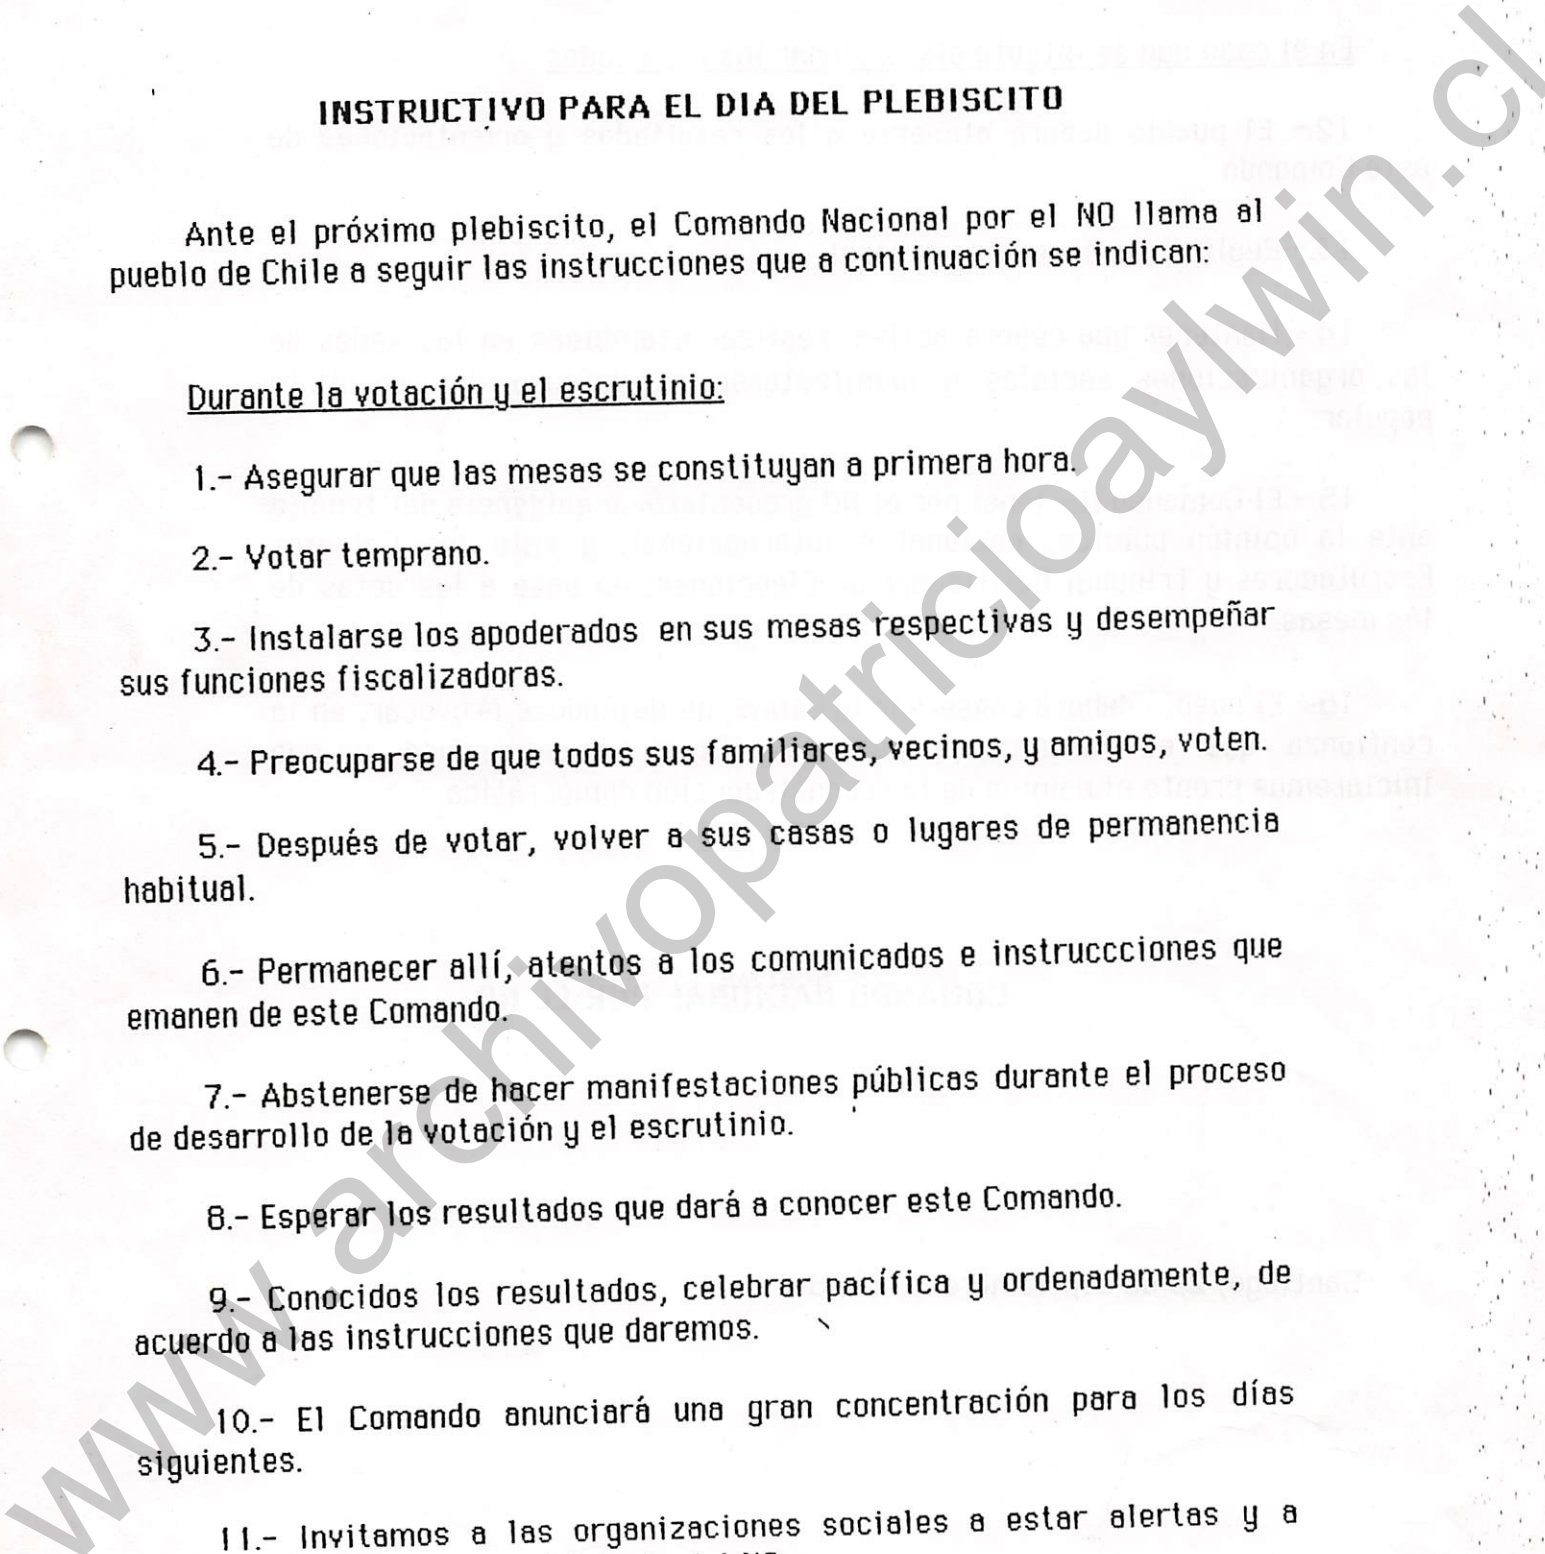 INSTRUCTIVO PARA EL DIA DEL PLEBISCITO
Ante el próximo plebiscito, el Comando Nacional por el NO llama al
pueblo de Chile a seguir las instrucciones que a continuación se indican:
Durante la votación y el escrutinio:
1.- Asegurar que las mesas se constituyan a primera hora.
2.- Votar temprano.
3.- Instalarse los apoderados en sus mesas respectivas y desempeñar
sus funciones fiscalizadoras.
4.- Preocuparse de que todos sus familiares, vecinos, y amigos, voten.
5.- Después de votar, volver a sus casas o lugares de permanencia
habitual.
6.- Permanecer allí, atentos a los comunicados e instruccciones que
emanen de este Comando.
7.- Abstenerse de hacer manifestaciones públicas durante el proceso
de desarrollo de la votación y el escrutinio.
8.- Esperar los resultados que dará a conocer este Comando.
9.- Conocidos los resultados, celebrar pacífica y ordenadamente, de
acuerdo a las instrucciones que daremos.
10.- El Comando anunciará una gran concentración para los días
siguientes.
11.- Invitamos a las organizaciones sociales a estar alertas y a
www.archivopatricioaylwin.cl